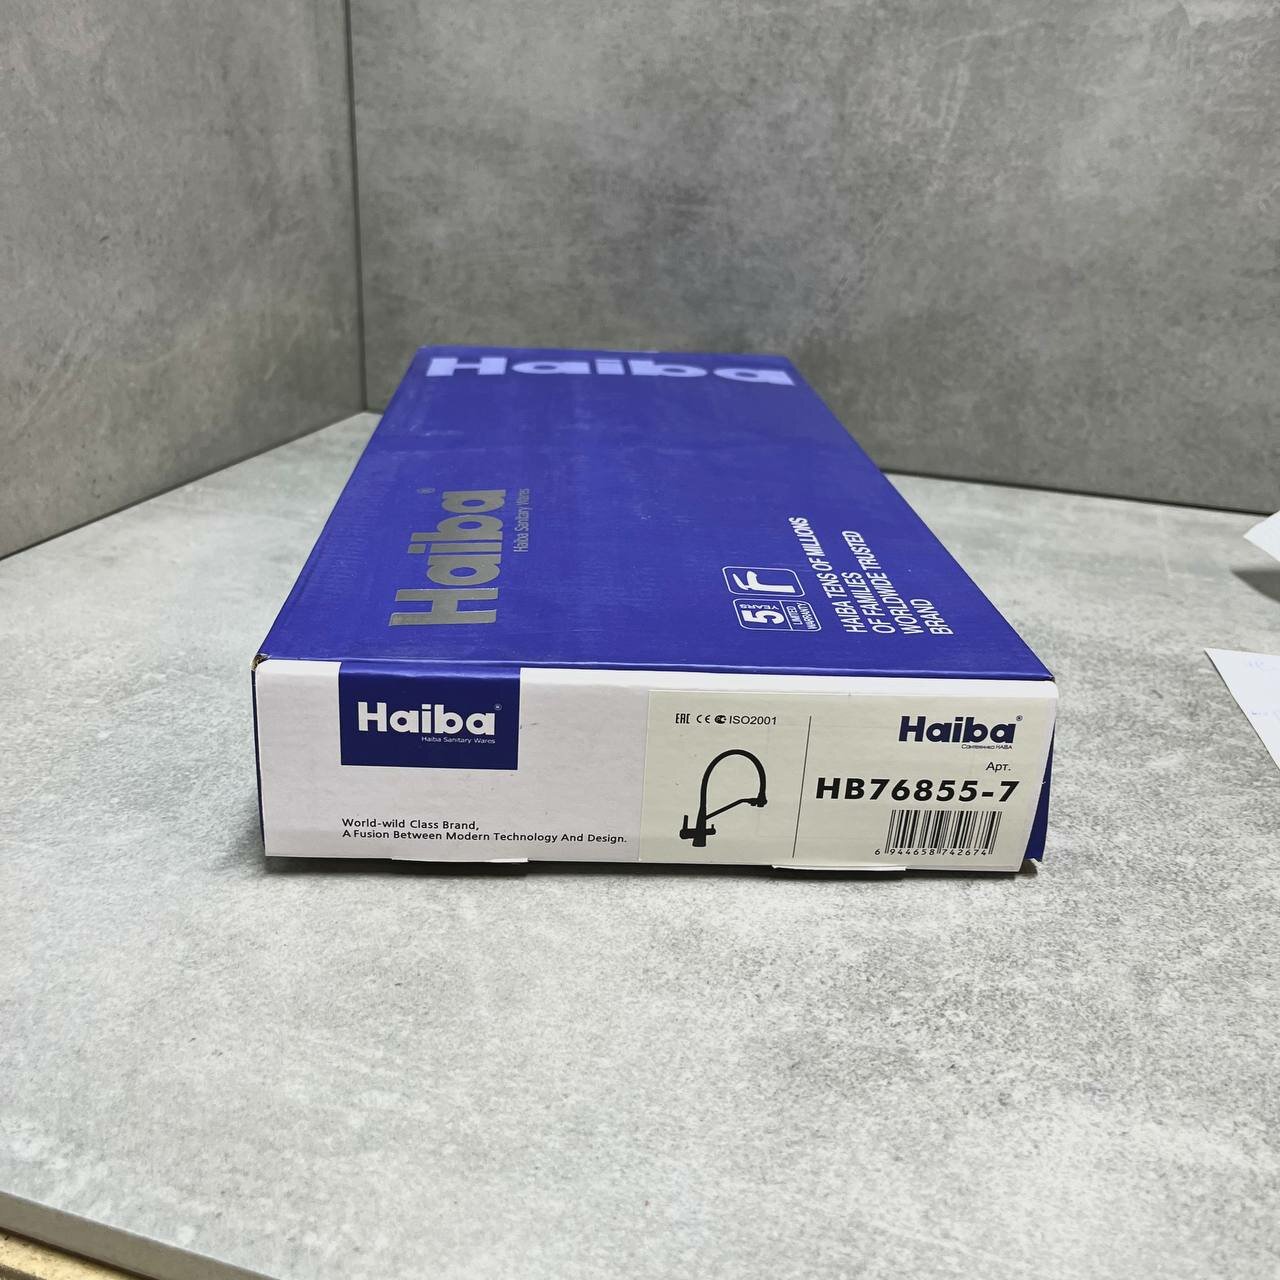 Haiba
Haiba®
Haiba Sanitary Wares
5
YEARS
LIMITED
WARRANTY
HAIBA TENS OF MILLIONS
OF FAMILIES
WORLDWIDE TRUSTED
BRAND
Haiba®
Haiba Sanitary Wares
World-wild Class Brand,
A Fusion Between Modern Technology And Design.
EAC CE ISO2001
Haiba®
Сантехника HAIBA
Арт.
HB76855-7
6 944658 742674